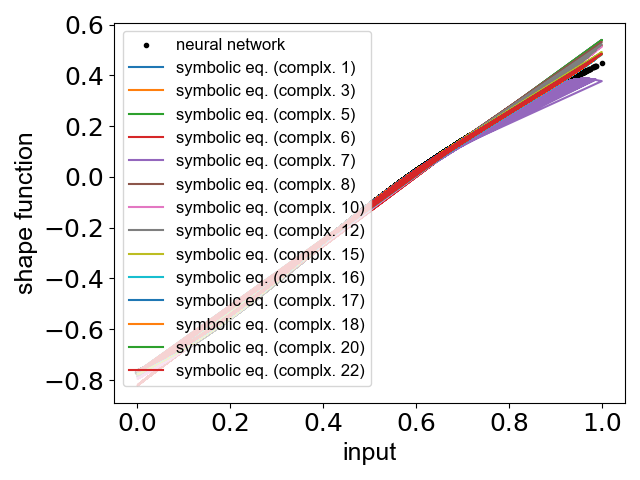 0.6
0.4
0.2
0.0
−0.2
−0.4
−0.6
−0.8
shape function
neural network
symbolic eq. (complx. 1)
symbolic eq. (complx. 3)
symbolic eq. (complx. 5)
symbolic eq. (complx. 6)
symbolic eq. (complx. 7)
symbolic eq. (complx. 8)
symbolic eq. (complx. 10)
symbolic eq. (complx. 12)
symbolic eq. (complx. 15)
symbolic eq. (complx. 16)
symbolic eq. (complx. 17)
symbolic eq. (complx. 18)
symbolic eq. (complx. 20)
symbolic eq. (complx. 22)
0.0 0.2 0.4 0.6 0.8 1.0
input